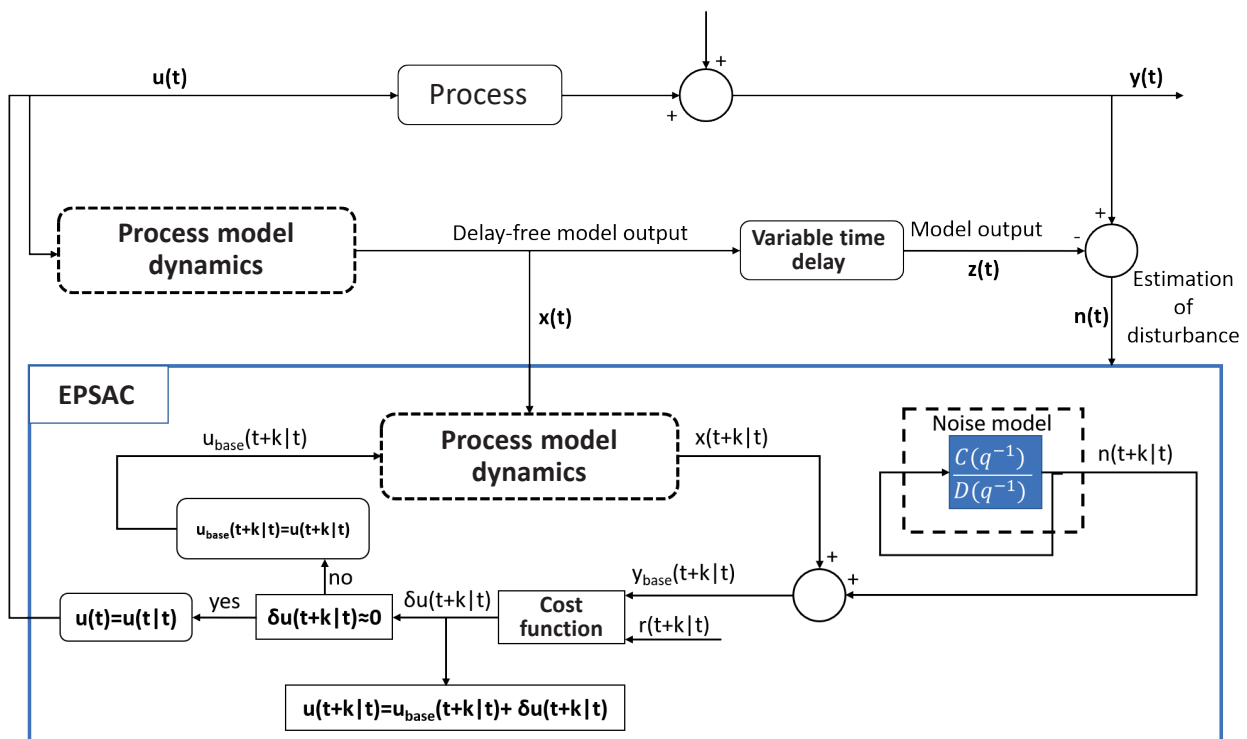 +
u(t)
Process
y(t)
+
Process model
dynamics
Delay-free model output
Variable time
delay
Model output
z(t)
+
-
x(t)
n(t)
Estimation
of
disturbance
EPSAC
u_base(t+k|t)
Process model
dynamics
x(t+k|t)
Noise model
C(q⁻¹)
D(q⁻¹)
n(t+k|t)
u_base(t+k|t)=u(t+k|t)
no
+
+
y_base(t+k|t)
u(t)=u(t|t)
yes
δu(t+k|t)≈0
δu(t+k|t)
Cost
function
r(t+k|t)
u(t+k|t)=u_base(t+k|t)+ δu(t+k|t)